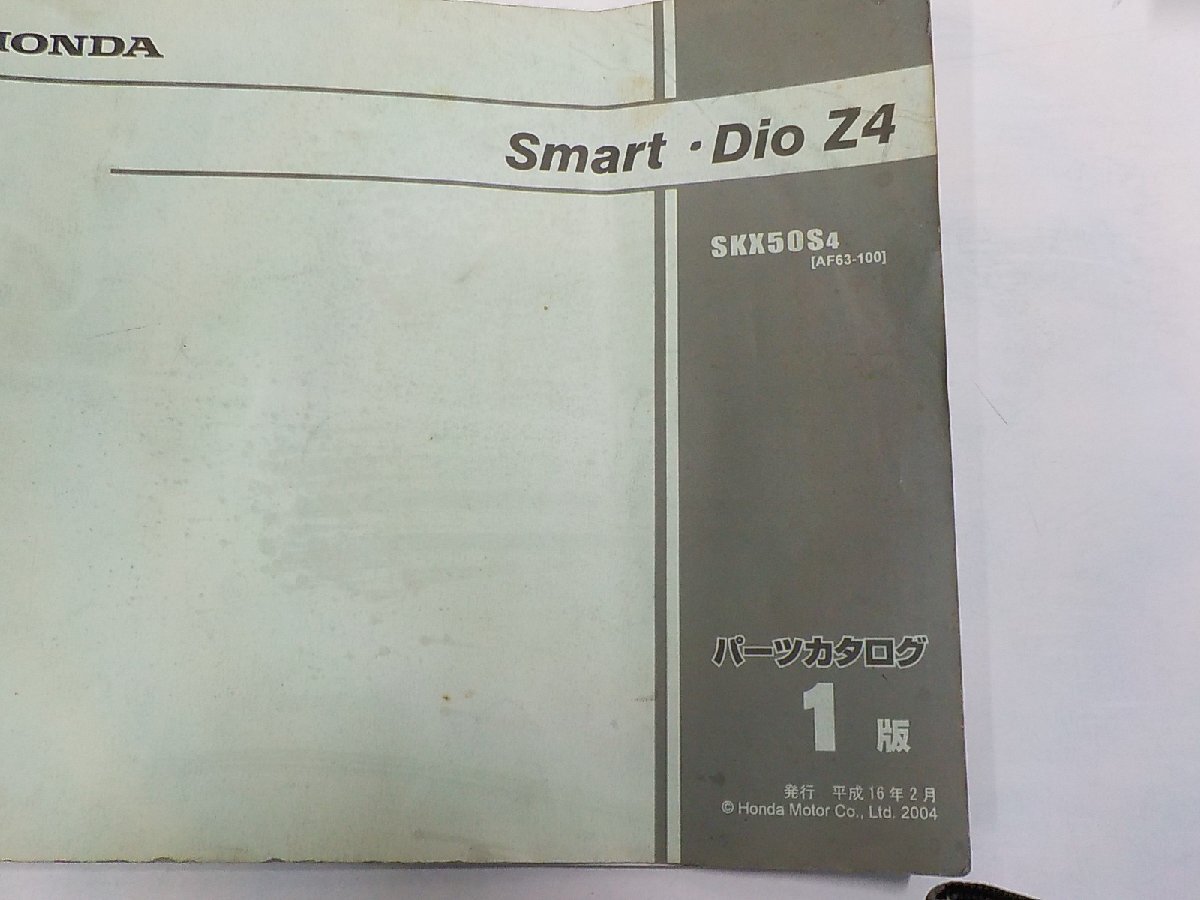 HONDA
Smart・Dio Z4
SKX50S4
[AF63-100]
パーツカタログ
1版
発行 平成16年2月
© Honda Motor Co., Ltd. 2004